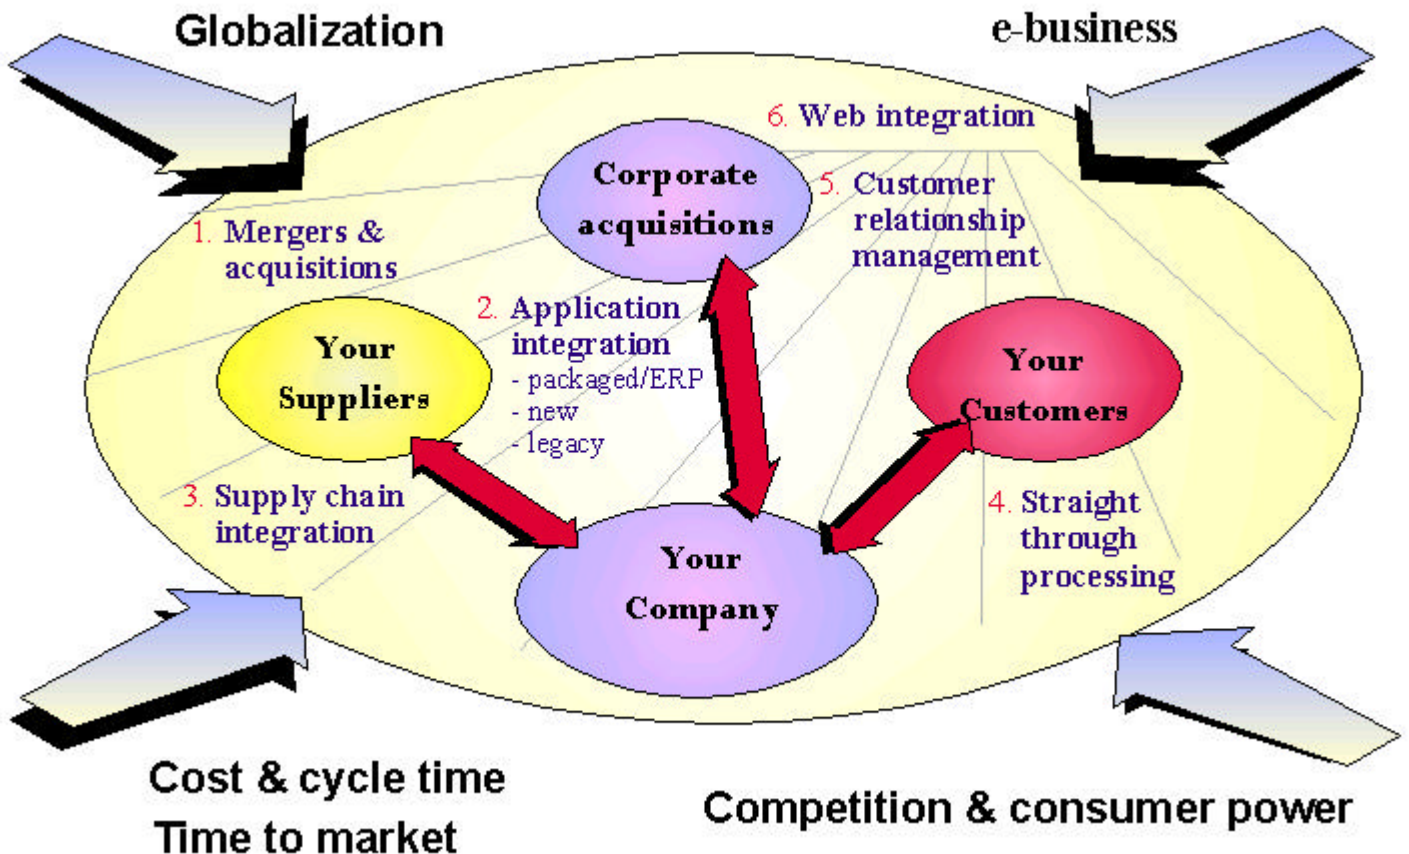 Globalization
e-business
6. Web integration
Corporate
acquisitions
5. Customer
relationship
management
1. Mergers &
acquisitions
2. Application
integration
- packaged/ERP
- new
- legacy
Your
Suppliers
Your
Customers
3. Supply chain
integration
4. Straight
through
processing
Your
Company
Cost & cycle time
Time to market
Competition & consumer power